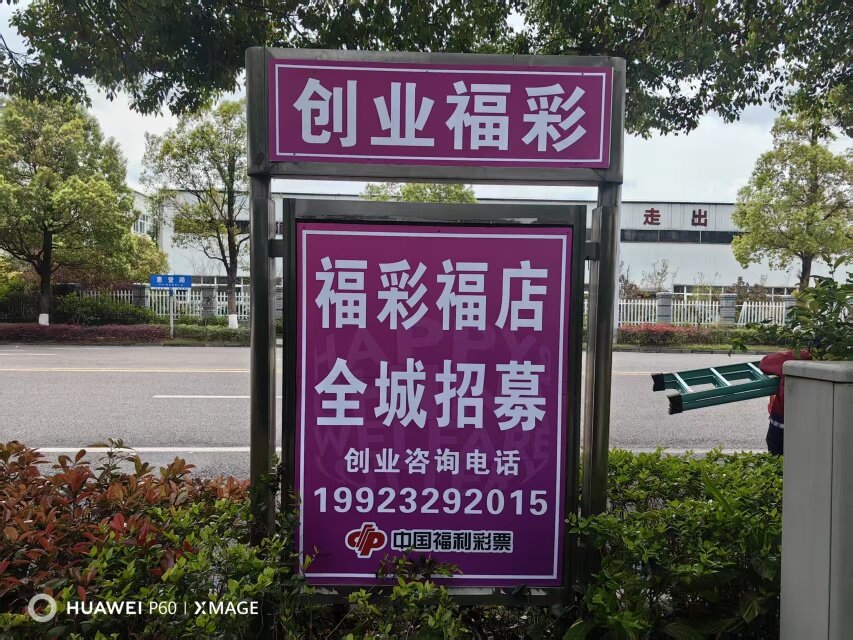 创业福彩
走出
福彩福店
全城招募
创业咨询电话
19923292015
中国福利彩票
HUAWEI P60 | XMAGE